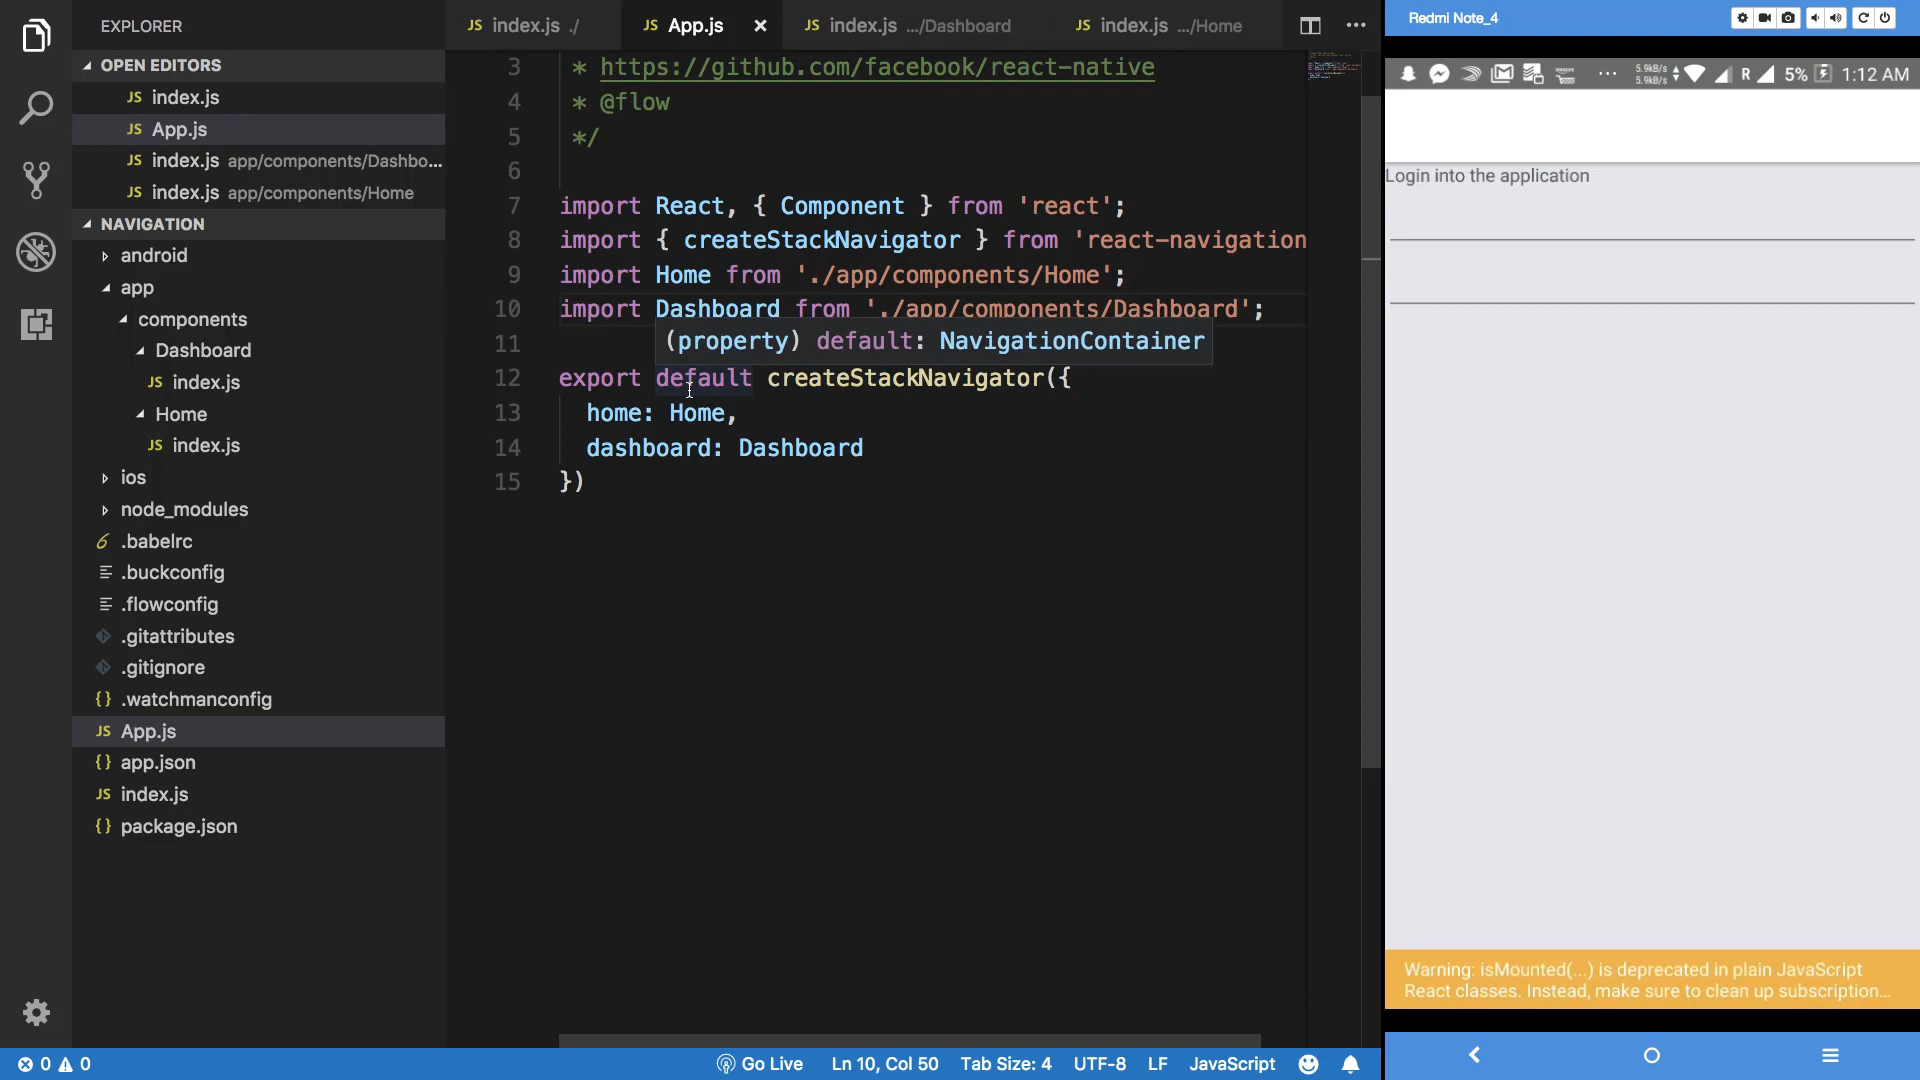 EXPLORER
OPEN EDITORS
JS index.js
JS App.js
JS index.js app/components/Dashbo...
JS index.js app/components/Home
NAVIGATION
android
app
components
Dashboard
JS index.js
Home
JS index.js
ios
node_modules
.babelrc
.buckconfig
.flowconfig
.gitattributes
.gitignore
{} .watchmanconfig
JS App.js
{} app.json
JS index.js
{} package.json
JS index.js ./
JS App.js ×
JS index.js .../Dashboard
JS index.js .../Home
3 * https://github.com/facebook/react-native
4 * @flow
5 */
6
7 import React, { Component } from 'react';
8 import { createStackNavigator } from 'react-navigation
9 import Home from './app/components/Home';
10 import Dashboard from './app/components/Dashboard';
(property) default: NavigationContainer
11
12 export default createStackNavigator({
13 home: Home,
14 dashboard: Dashboard
15 })
0 0
Go Live
Ln 10, Col 50
Tab Size: 4
UTF-8
LF
JavaScript
Redmi Note_4
5.9kB/s
5.9kB/s
R
5%
1:12 AM
Login into the application
Warning: isMounted(...) is deprecated in plain JavaScript
React classes. Instead, make sure to clean up subscription...